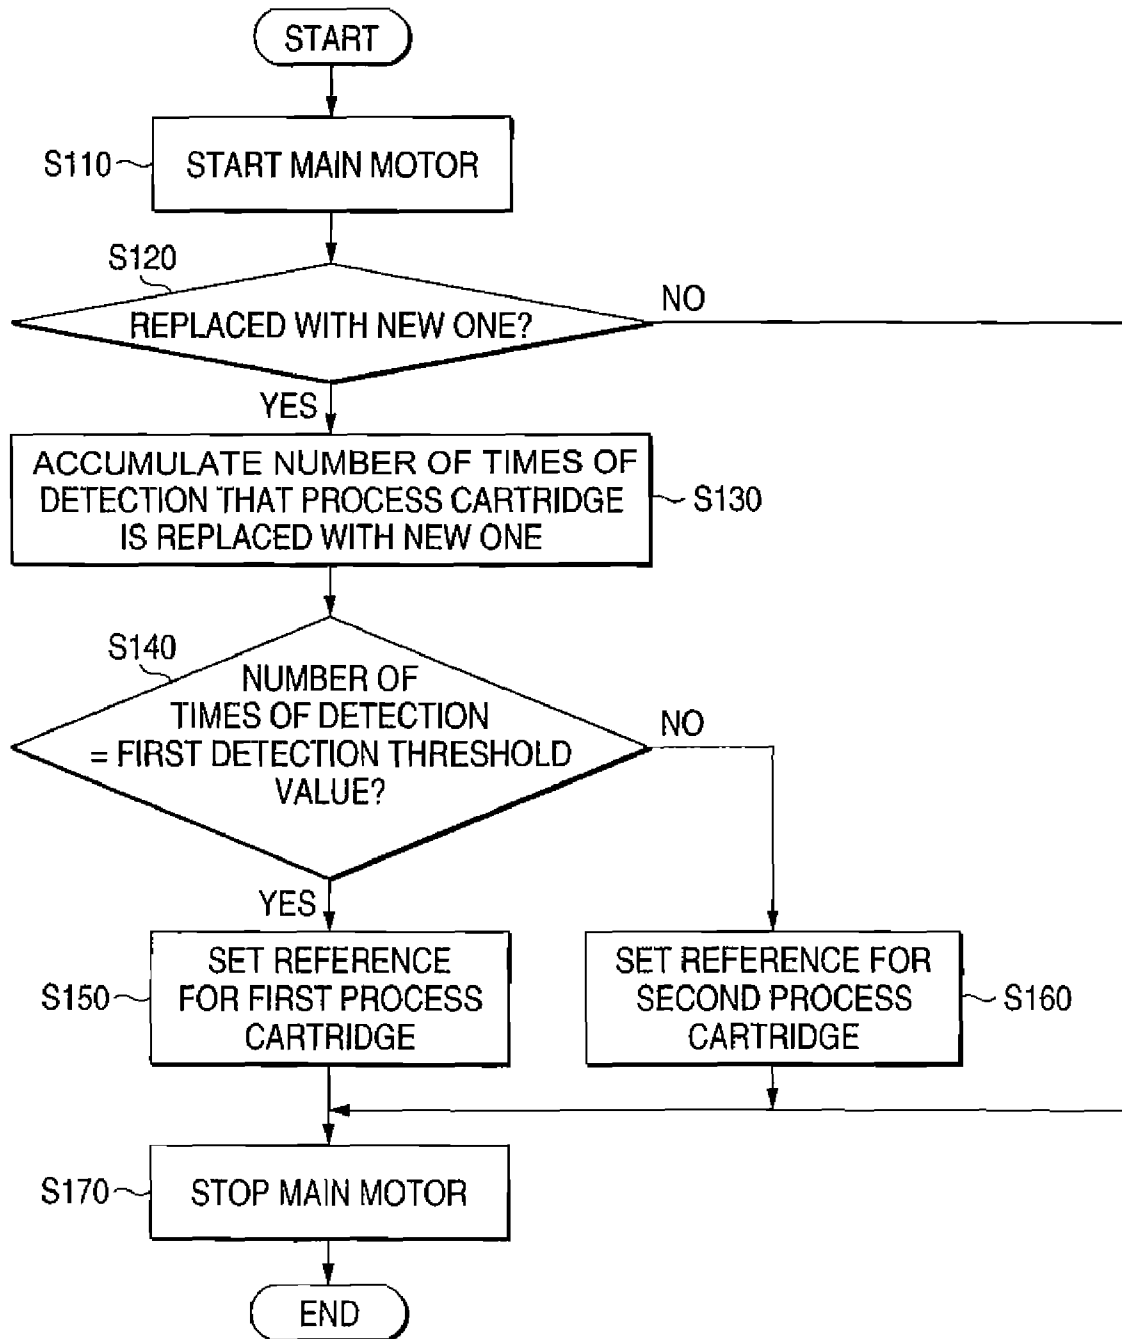 START
S110
START MAIN MOTOR
S120
REPLACED WITH NEW ONE?
NO
YES
ACCUMULATE NUMBER OF TIMES OF
DETECTION THAT PROCESS CARTRIDGE
IS REPLACED WITH NEW ONE
S130
S140
NUMBER OF
TIMES OF DETECTION
= FIRST DETECTION THRESHOLD
VALUE?
NO
YES
S150
SET REFERENCE
FOR FIRST PROCESS
CARTRIDGE
SET REFERENCE FOR
SECOND PROCESS
CARTRIDGE
S160
S170
STOP MAIN MOTOR
END